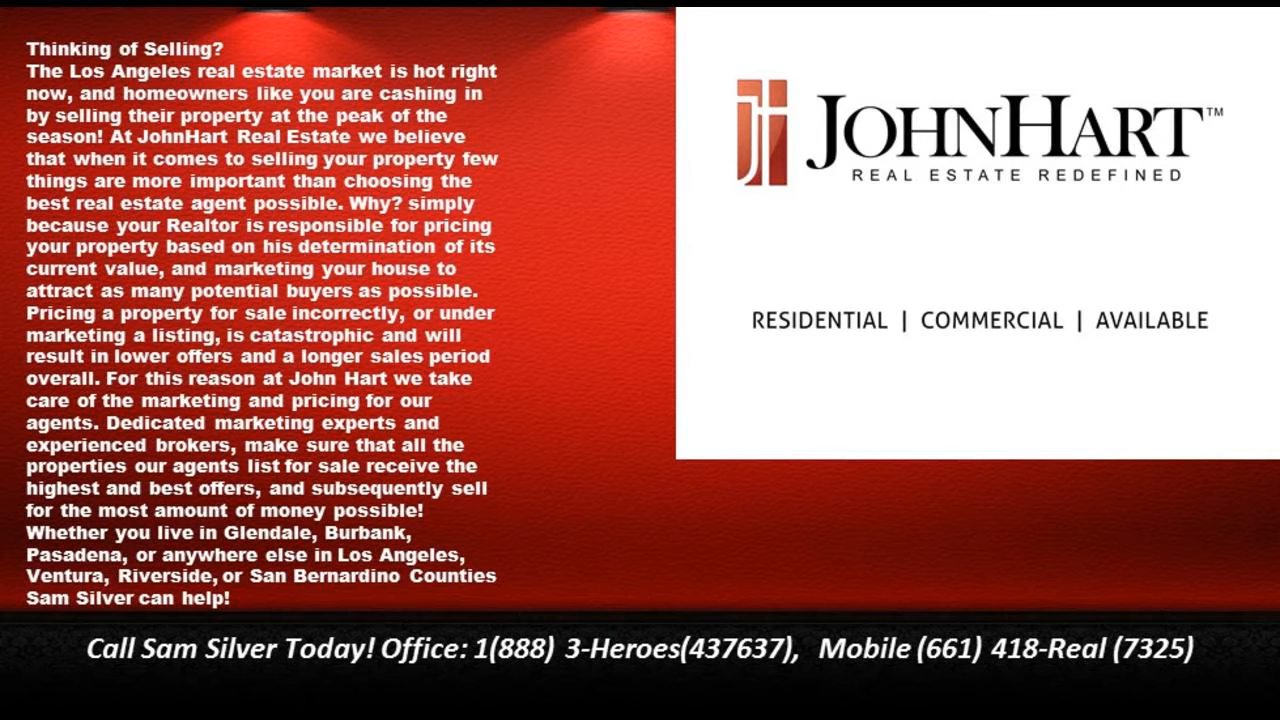 Thinking of Selling?
The Los Angeles real estate market is hot right
now, and homeowners like you are cashing in
by selling their property at the peak of the
season! At JohnHart Real Estate we believe
that when it comes to selling your property few
things are more important than choosing the
best real estate agent possible. Why? simply
because your Realtor is responsible for pricing
your property based on his determination of its
current value, and marketing your house to
attract as many potential buyers as possible.
Pricing a property for sale incorrectly, or under
marketing a listing, is catastrophic and will
result in lower offers and a longer sales period
overall. For this reason at John Hart we take
care of the marketing and pricing for our
agents. Dedicated marketing experts and
experienced brokers, make sure that all the
properties our agents list for sale receive the
highest and best offers, and subsequently sell
for the most amount of money possible!
Whether you live in Glendale, Burbank,
Pasadena, or anywhere else in Los Angeles,
Ventura, Riverside, or San Bernardino Counties
Sam Silver can help!
JOHNHART™
REAL ESTATE REDEFINED
RESIDENTIAL | COMMERCIAL | AVAILABLE
Call Sam Silver Today! Office: 1(888) 3-Heroes(437637), Mobile (661) 418-Real (7325)